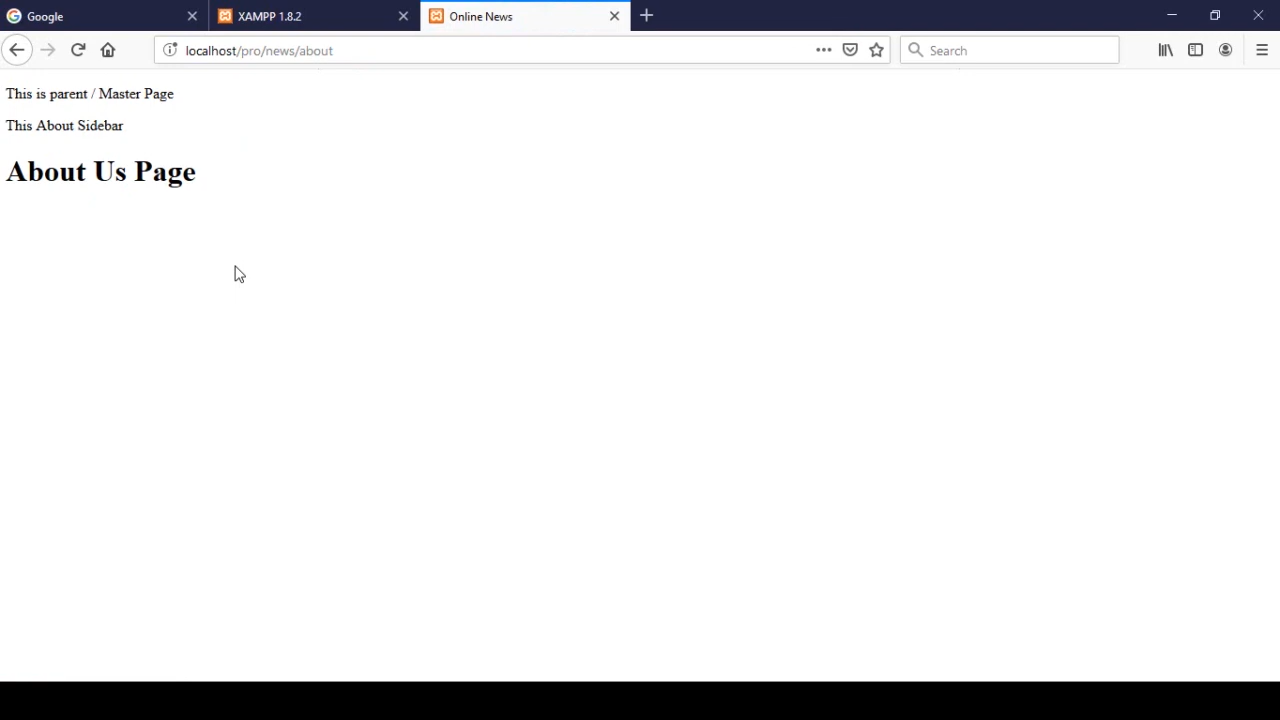 Google
XAMPP 1.8.2
Online News
localhost/pro/news/about
Search
This is parent / Master Page
This About Sidebar
About Us Page